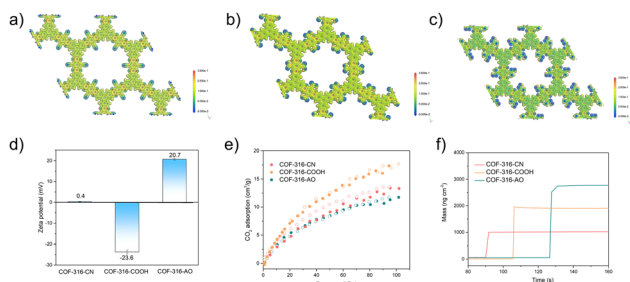 a)
b)
c)
d)
20
10
0
-10
-20
-30
Zeta potential (mV)
0.4
-23.6
20.7
COF-316-CN
COF-316-COOH
COF-316-AO
e)
20
15
10
5
0
CO₂ adsorption (cm³/g)
COF-316-CN
COF-316-COOH
COF-316-AO
0
20
40
60
80
100
f)
4000
3000
2000
1000
0
Mass (ng cm⁻²)
COF-316-CN
COF-316-COOH
COF-316-AO
80
100
120
140
160
Time (s)